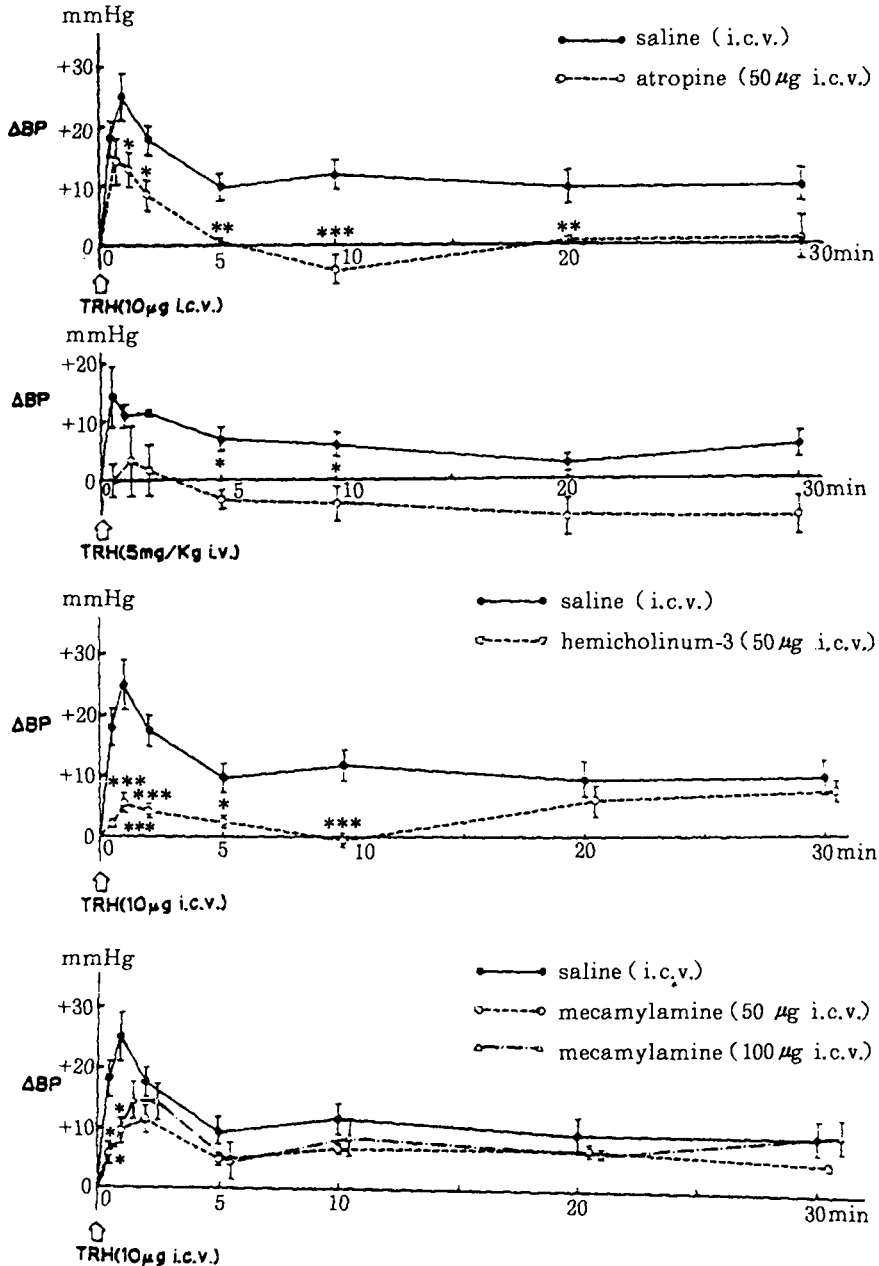 mmHg
saline (i.c.v.)
atropine (50 μg i.c.v.)
+30
ΔBP
+20
+10
0
* * ** *** **
0 5 10 20 30min
TRH(10μg i.c.v.)
mmHg
+20
ΔBP
+10
0
* *
0 5 10 20 30min
TRH(5mg/Kg i.v.)
mmHg
saline (i.c.v.)
hemicholinum-3 (50 μg i.c.v.)
+30
ΔBP
+20
+10
*** *** * ***
***
0
0 5 10 20 30min
TRH(10μg i.c.v.)
mmHg
saline (i.c.v.)
mecamylamine (50 μg i.c.v.)
mecamylamine (100 μg i.c.v.)
+30
+20
ΔBP
+10
* *
*
0
0 5 10 20 30min
TRH(10μg i.c.v.)